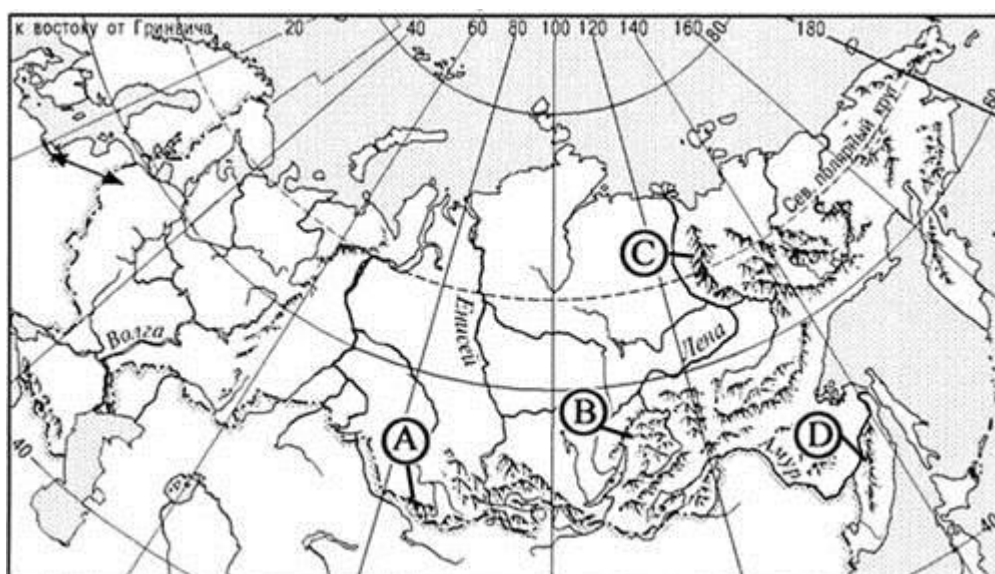 к востоку от Гринвича 20 40 60 80 100 120 140 160 80 180
60
Сев. полярный круг
C
Енисей
Лена
Волга
B
A
D
Амур
40
40